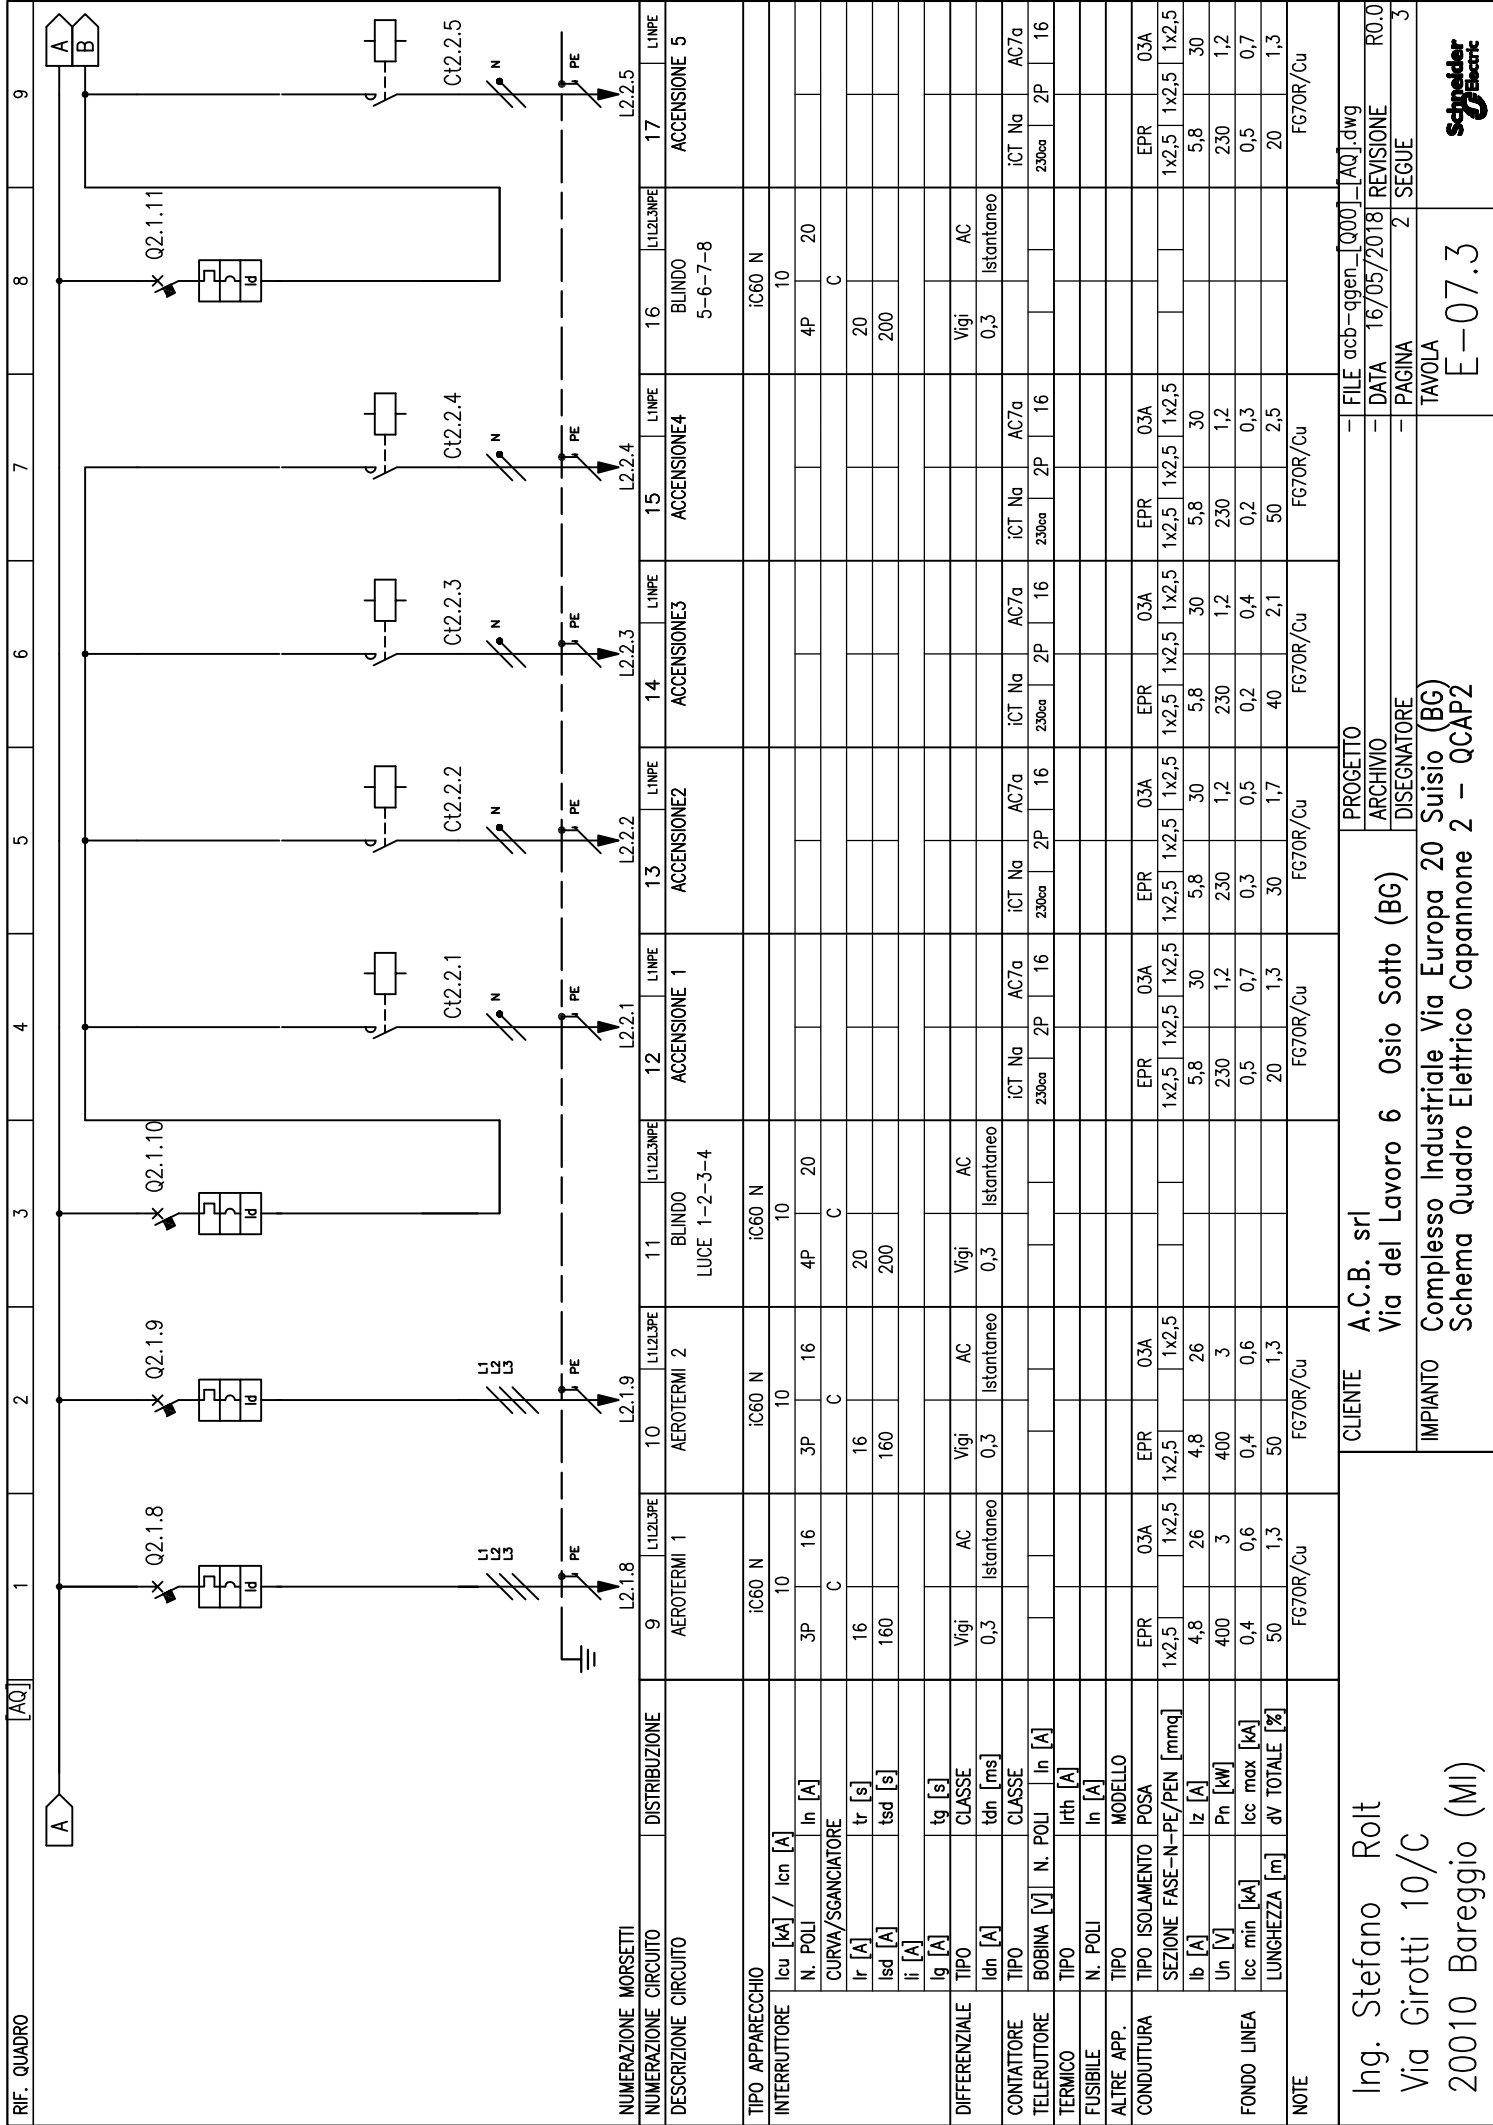 RIF. QUADRO [AQ] 1 2 3 4 5 6 7 8 9
A A
B
Q2.1.8 Q2.1.9 Q2.1.10 Q2.1.11
Ct2.2.1 Ct2.2.2 Ct2.2.3 Ct2.2.4 Ct2.2.5
Id Id Id Id
L1 L1 N N N N N
L2 L2
L3 L3
PE PE PE PE PE PE PE
NUMERAZIONE MORSETTI L2.1.8 L2.1.9 L2.2.1 L2.2.2 L2.2.3 L2.2.4 L2.2.5
NUMERAZIONE CIRCUITO DISTRIBUZIONE 9 L1L2L3PE 10 L1L2L3PE 11 L1L2L3NPE 12 L1NPE 13 L1NPE 14 L1NPE 15 L1NPE 16 L1L2L3NPE 17 L1NPE
DESCRIZIONE CIRCUITO AEROTERMI 1 AEROTERMI 2 BLINDO ACCENSIONE 1 ACCENSIONE2 ACCENSIONE3 ACCENSIONE4 BLINDO ACCENSIONE 5
LUCE 1-2-3-4 5-6-7-8
TIPO APPARECCHIO iC60 N iC60 N iC60 N iC60 N
INTERRUTTORE Icu [kA] / Icn [A] 10 10 10 10
N. POLI In [A] 3P 16 3P 16 4P 20 4P 20
CURVA/SGANCIATORE C C C C
Ir [A] tr [s] 16 16 20 20
Isd [A] tsd [s] 160 160 200 200
Ii [A]
Ig [A] tg [s]
DIFFERENZIALE TIPO CLASSE Vigi AC Vigi AC Vigi AC Vigi AC
Idn [A] tdn [ms] 0,3 Istantaneo 0,3 Istantaneo 0,3 Istantaneo 0,3 Istantaneo
CONTATTORE TIPO CLASSE iCT Na AC7a iCT Na AC7a iCT Na AC7a iCT Na AC7a iCT Na AC7a
TELERUTTORE BOBINA [V] N. POLI In [A] 230ca 2P 16 230ca 2P 16 230ca 2P 16 230ca 2P 16 230ca 2P 16
TERMICO TIPO Irth [A]
FUSIBILE N. POLI In [A]
ALTRE APP. TIPO MODELLO
CONDUTTURA TIPO ISOLAMENTO POSA EPR 03A EPR 03A EPR 03A EPR 03A EPR 03A EPR 03A EPR 03A
SEZIONE FASE-N-PE/PEN [mmq] 1x2,5 1x2,5 1x2,5 1x2,5 1x2,5 1x2,5 1x2,5 1x2,5 1x2,5 1x2,5 1x2,5 1x2,5 1x2,5 1x2,5 1x2,5 1x2,5 1x2,5 1x2,5 1x2,5
Ib [A] Iz [A] 4,8 26 4,8 26 5,8 30 5,8 30 5,8 30 5,8 30 5,8 30
Un [V] Pn [kW] 400 3 400 3 230 1,2 230 1,2 230 1,2 230 1,2 230 1,2
FONDO LINEA Icc min [kA] Icc max [kA] 0,4 0,6 0,4 0,6 0,5 0,7 0,3 0,5 0,2 0,4 0,2 0,3 0,5 0,7
LUNGHEZZA [m] dV TOTALE [%] 50 1,3 50 1,3 20 1,3 30 1,7 40 2,1 50 2,5 20 1,3
NOTE FG7OR/Cu FG7OR/Cu FG7OR/Cu FG7OR/Cu FG7OR/Cu FG7OR/Cu FG7OR/Cu
Ing. Stefano Rolt
Via Girotti 10/C
20010 Bareggio (MI)
CLIENTE A.C.B. srl
Via del Lavoro 6 Osio Sotto (BG)
IMPIANTO Complesso Industriale Via Europa 20 Suisio (BG)
Schema Quadro Elettrico Capannone 2 - QCAP2
PROGETTO -
ARCHIVIO -
DISEGNATORE -
FILE acb-qgen_[Q00]_[AQ].dwg
DATA 16/05/2018 REVISIONE R0.0
PAGINA 2 SEGUE 3
TAVOLA
E-07.3
Schneider
Electric